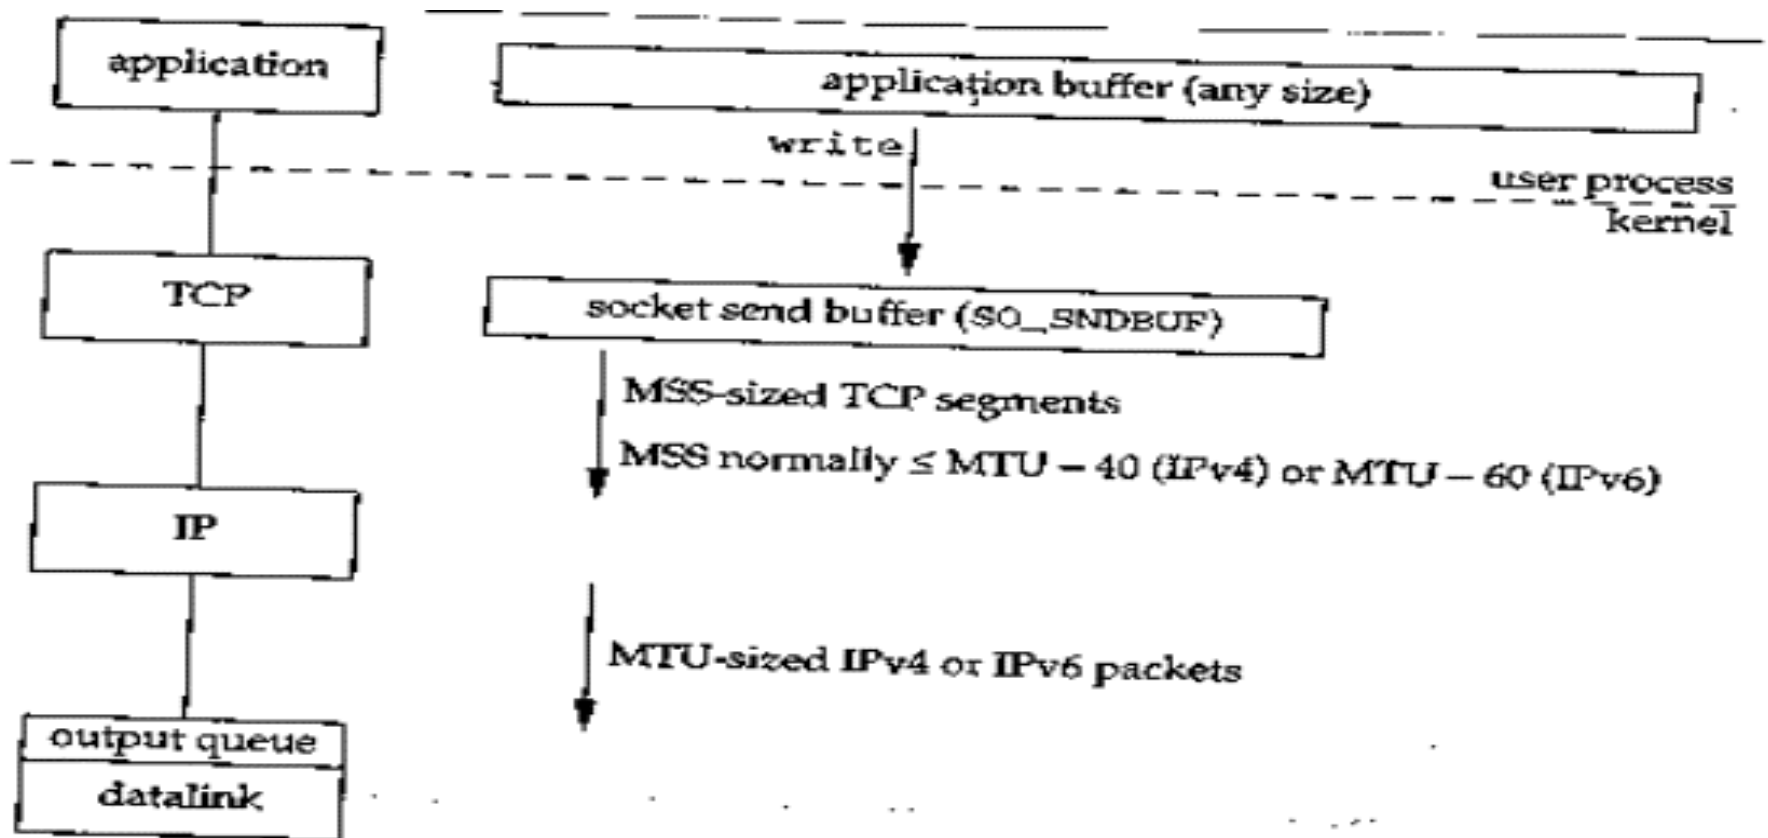 application
application buffer (any size)
write
user process
kernel
TCP
socket send buffer (SO_SNDBUF)
MSS-sized TCP segments
MSS normally ≤ MTU – 40 (IPv4) or MTU – 60 (IPv6)
IP
MTU-sized IPv4 or IPv6 packets
output queue
datalink